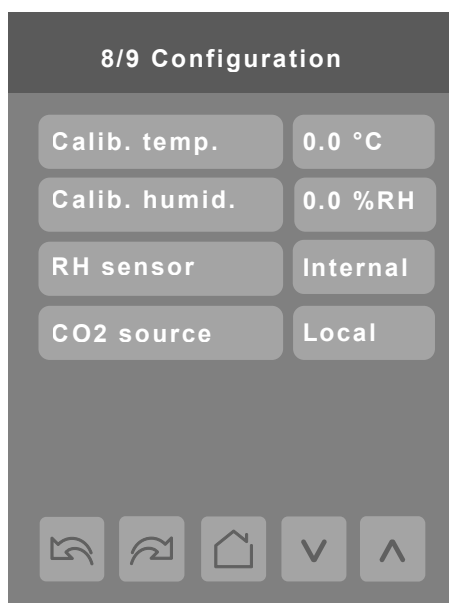 8/9 Configuration
Calib. temp. 0.0 °C
Calib. humid. 0.0 %RH
RH sensor Internal
CO2 source Local